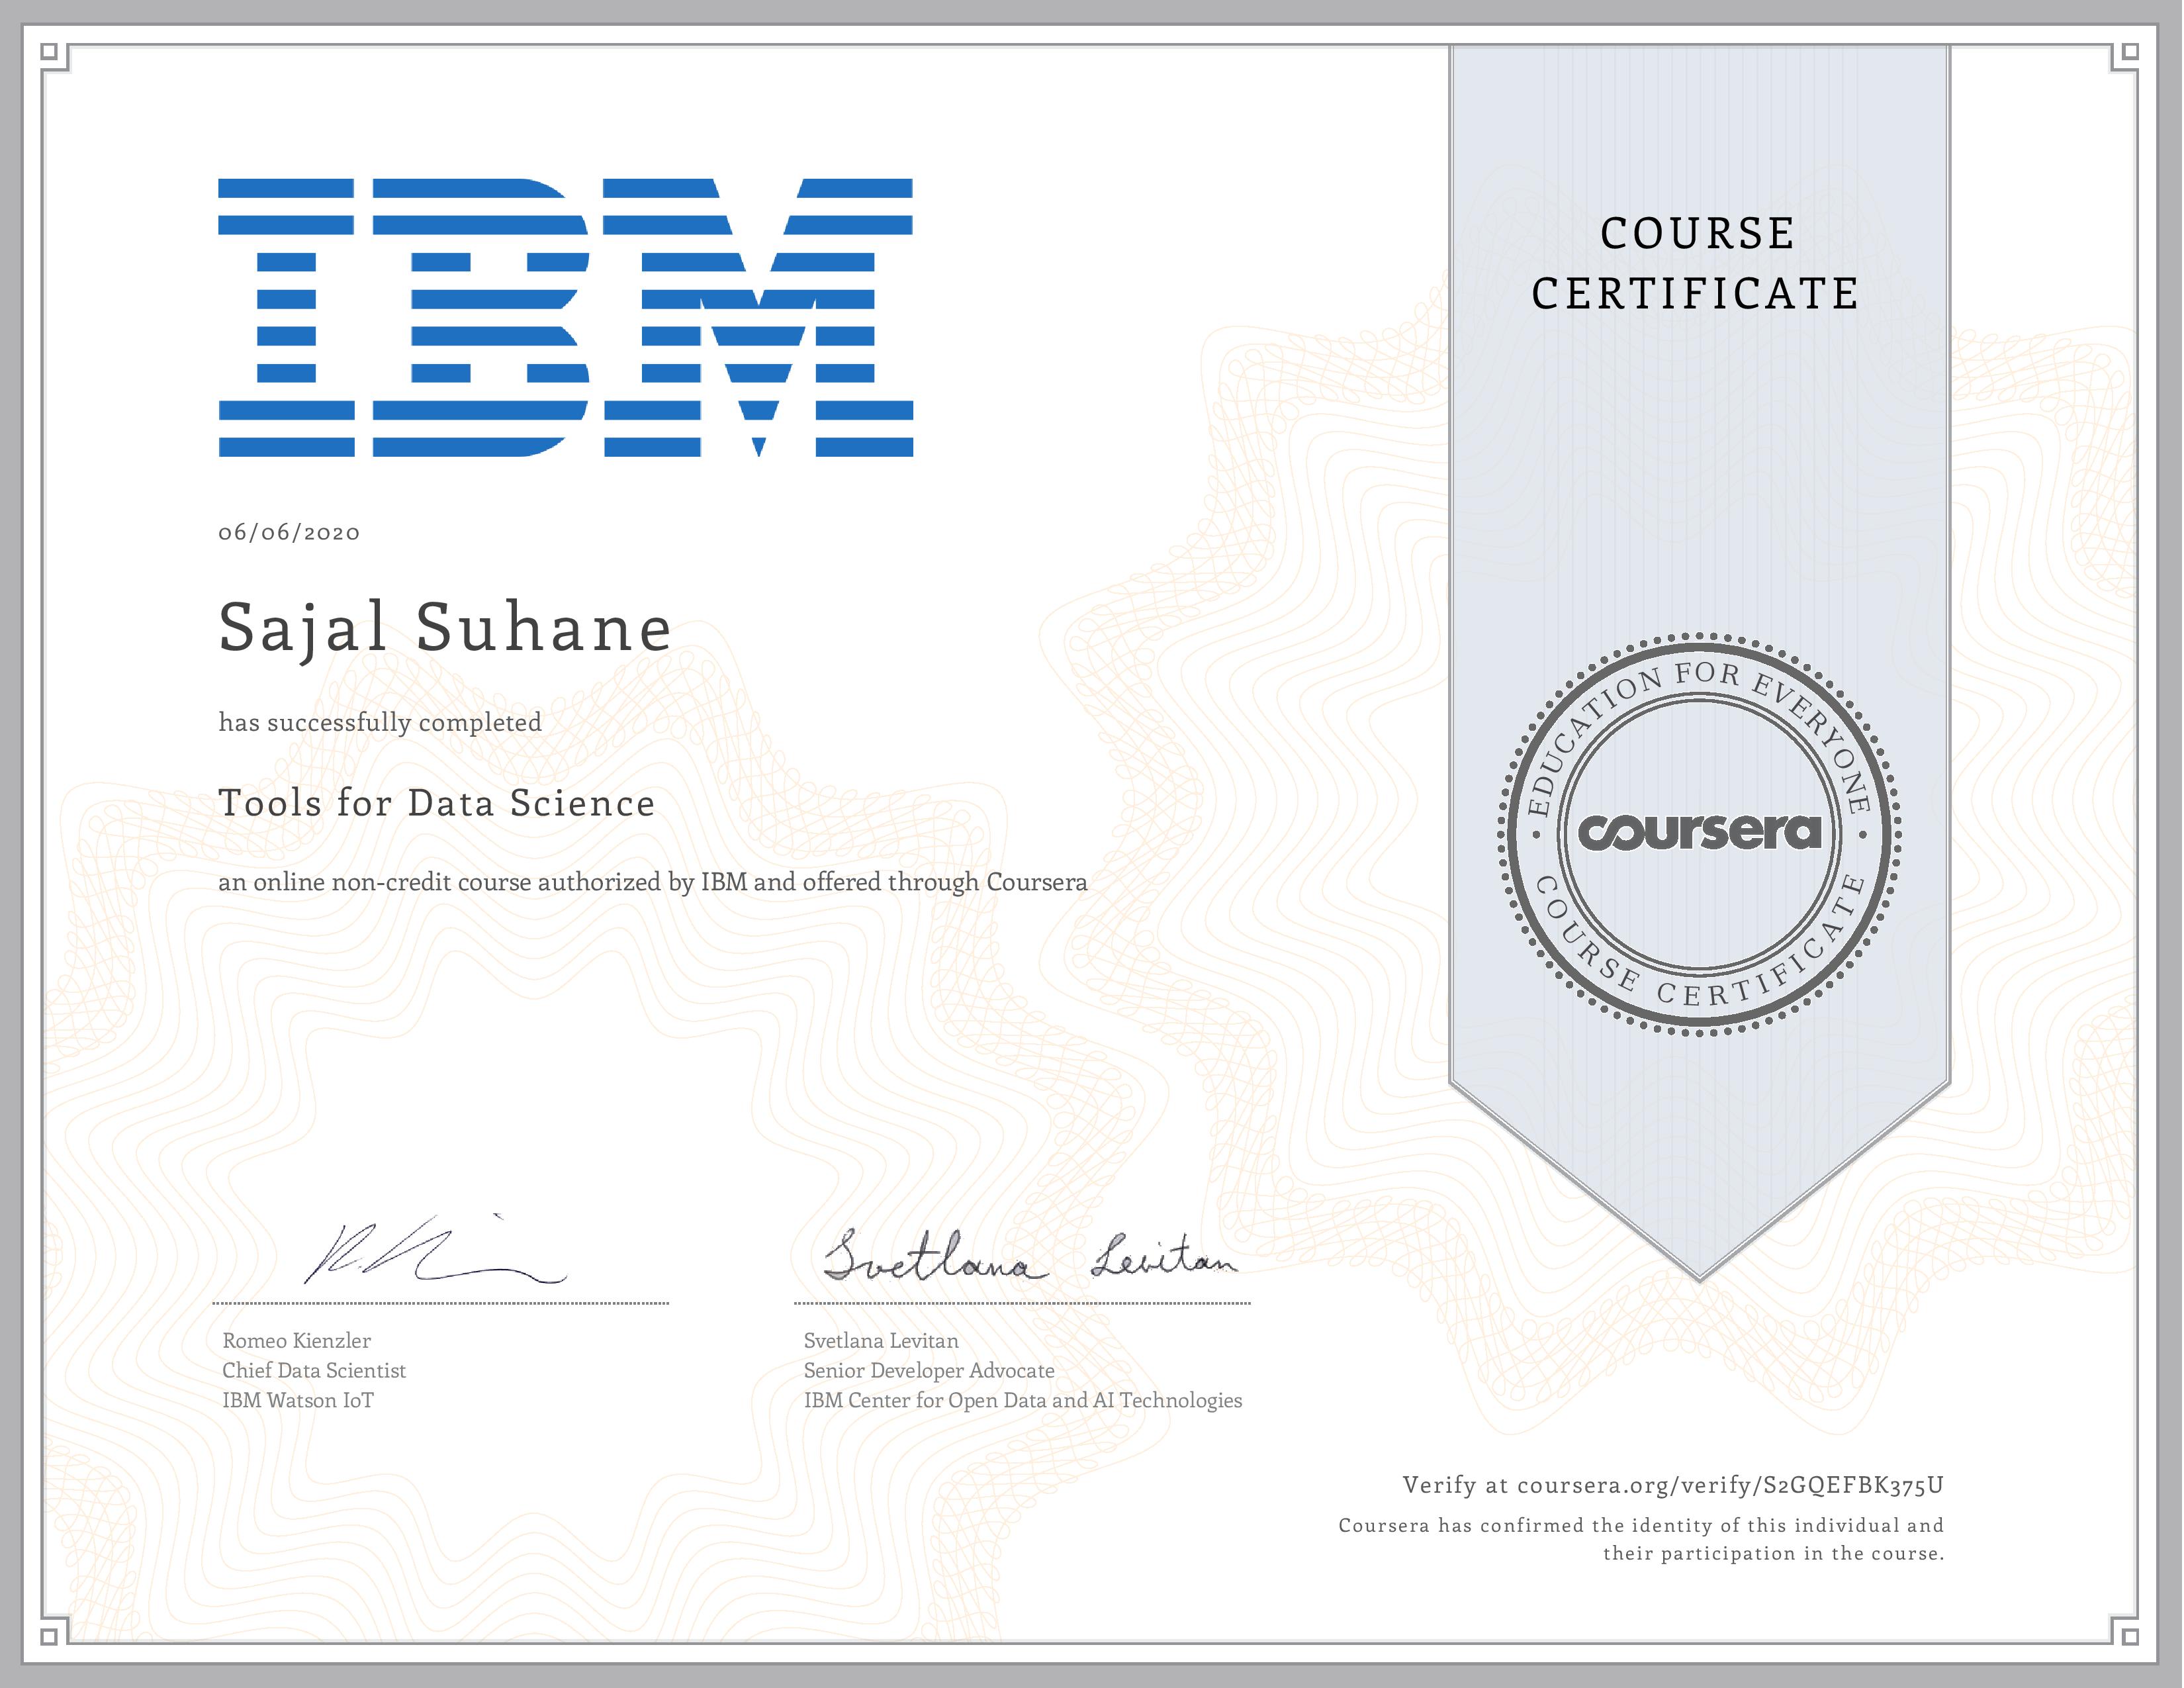 IBM
06/06/2020
Sajal Suhane
has successfully completed
Tools for Data Science
an online non-credit course authorized by IBM and offered through Coursera
Svetlana Levitan
Romeo Kienzler
Chief Data Scientist
IBM Watson IoT
Svetlana Levitan
Senior Developer Advocate
IBM Center for Open Data and AI Technologies
COURSE
CERTIFICATE
EDUCATION FOR EVERYONE
coursera
COURSE CERTIFICATE
Verify at coursera.org/verify/S2GQEFBK375U
Coursera has confirmed the identity of this individual and
their participation in the course.